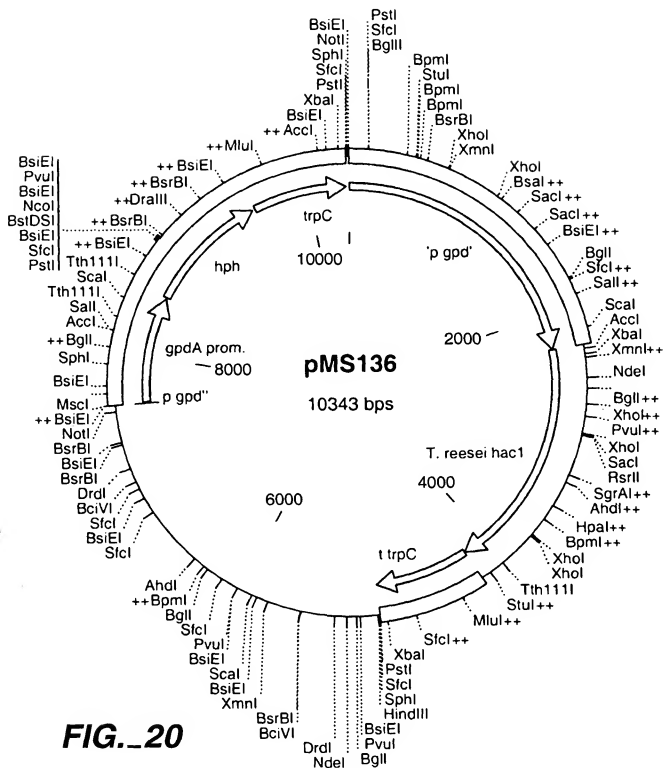 BsiEI
NotI
SphI
SfcI
PstI
XbaI
BsiEI
++AccI
++MluI
++BsiEI
++BsrBI
++DraIII
++BsrBI
BsiEI
PvuI
BsiEI
NcoI
BstDSI
BsiEI
SfcI
PstI
++BsiEI
Tth111I
ScaI
Tth111I
SalI
AccI
++BglI
SphI
BsiEI
MscI
++BsiEI
NotI
BsrBI
BsiEI
BsrBI
DrdI
BciVI
SfcI
BsiEI
SfcI
AhdI
++BpmI
BglI
SfcI
PvuI
BsiEI
ScaI
BsiEI
XmnI
BsrBI
BciVI
DrdI
NdeI
PstI
SfcI
BglII
BpmI
StuI
BpmI
BpmI
BsrBI
XhoI
XmnI
XhoI
BsaI++
SacI++
SacI++
BsiEI++
BglI
SfcI++
SalI++
ScaI
AccI
XbaI
XmnI++
NdeI
BglI++
XhoI++
PvuI++
XhoI
SacI
RsrII
SgrAI++
AhdI++
HpaI++
BpmI++
XhoI
XhoI
Tth111I
StuI++
MluI++
SfcI++
XbaI
PstI
SfcI
SphI
HindIII
BsiEI
PvuI
BglI
trpC
I
10000
'p gpd'
hph
2000
gpdA prom.
8000
p gpd''
pMS136
10343 bps
T. reesei hac1
4000
6000
t trpC
FIG._20